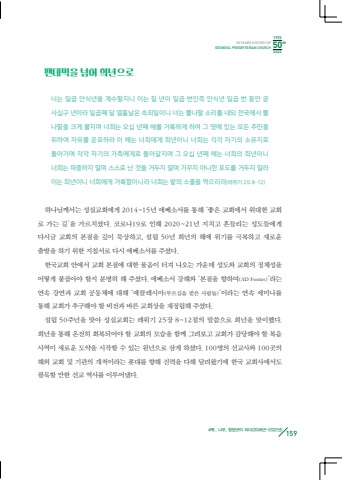 1972
50 YEARS HISTORY OF
SEONGSIL PRESBYTERIAN CHURCH
50th
2022
팬데믹을 넘어 희년으로
너는 일곱 안식년을 계수할지니 이는 칠 년이 일곱 번인즉 안식년 일곱 번 동안 곧
사십구 년이라 일곱째 달 열흘날은 속죄일이니 너는 뿔나팔 소리를 내되 전국에서 뿔
나팔을 크게 불지며 너희는 오십 년째 해를 거룩하게 하여 그 땅에 있는 모든 주민을
위하여 자유를 공포하라 이 해는 너희에게 희년이니 너희는 각각 자기의 소유지로
돌아가며 각각 자기의 가족에게로 돌아갈지며 그 오십 년째 해는 너희의 희년이니
너희는 파종하지 말며 스스로 난 것을 거두지 말며 가꾸지 아니한 포도를 거두지 말라
이는 희년이니 너희에게 거룩함이니라 너희는 밭의 소출을 먹으리라(레위기 25:8-12)
하나님께서는 성실교회에게 2014~15년 에베소서를 통해 '좋은 교회에서 위대한 교회
로 가는 길'을 가르치셨다. 코로나19로 인해 2020~21년 지치고 흔들리는 성도들에게
다시금 교회의 본질을 깊이 묵상하고, 설립 50년 희년의 해에 위기를 극복하고 새로운
출발을 하기 위한 지침서로 다시 에베소서를 주셨다.
한국교회 안에서 교회 본질에 대한 물음이 터져 나오는 가운데 성도와 교회의 정체성을
어떻게 붙잡아야 할지 분명히 해 주셨다. 에베소서 강해와 '본질을 향하여(AD Fontes)'라는
연속 강연과 교회 공동체에 대해 '에클레시아(부르심을 받은 사람들)'이라는 연속 세미나를
통해 교회가 추구해야 할 비전과 바른 교회상을 재정립해 주셨다.
설립 50주년을 맞아 성실교회는 레위기 25장 8~12절의 말씀으로 희년을 맞이했다.
희년을 통해 온전히 회복되어야 할 교회의 모습을 함께 그려보고 교회가 감당해야 할 복음
사역이 새로운 도약을 시작할 수 있는 원년으로 삼게 하셨다. 100명의 선교사와 100곳의
해외 교회 및 기관의 개척이라는 푯대를 향해 진력을 다해 달려왔기에 한국 교회사에서도
괄목할 만한 선교 역사를 이루어냈다.
159